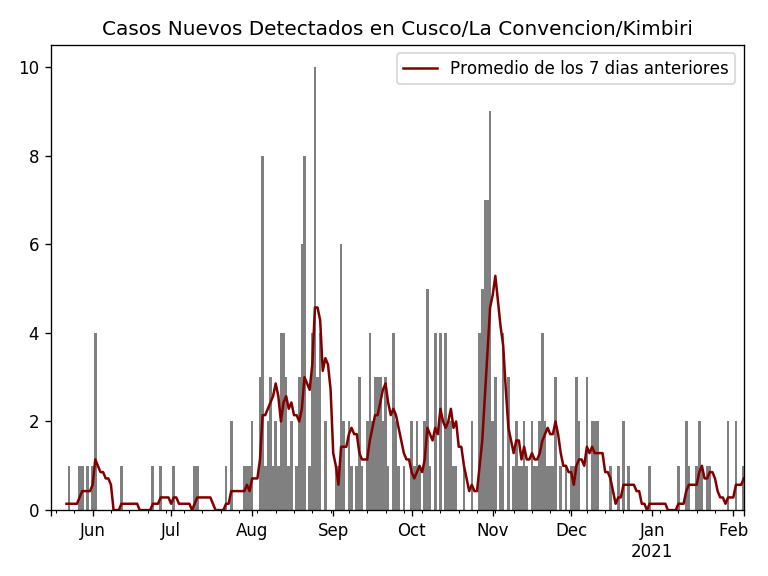 Casos Nuevos Detectados en Cusco/La Convencion/Kimbiri
Promedio de los 7 dias anteriores
10
8
6
4
2
0
Jun Jul Aug Sep Oct Nov Dec Jan Feb
2021